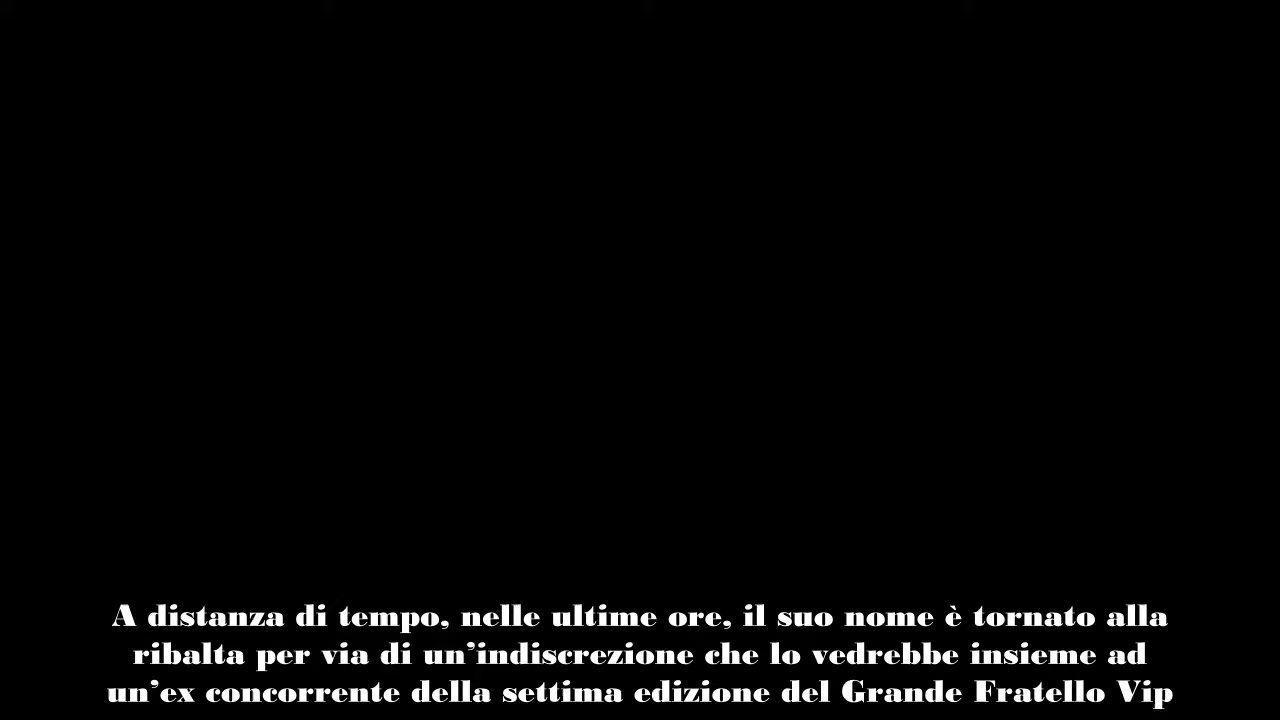 A distanza di tempo, nelle ultime ore, il suo nome è tornato alla
ribalta per via di un’indiscrezione che lo vedrebbe insieme ad
un’ex concorrente della settima edizione del Grande Fratello Vip